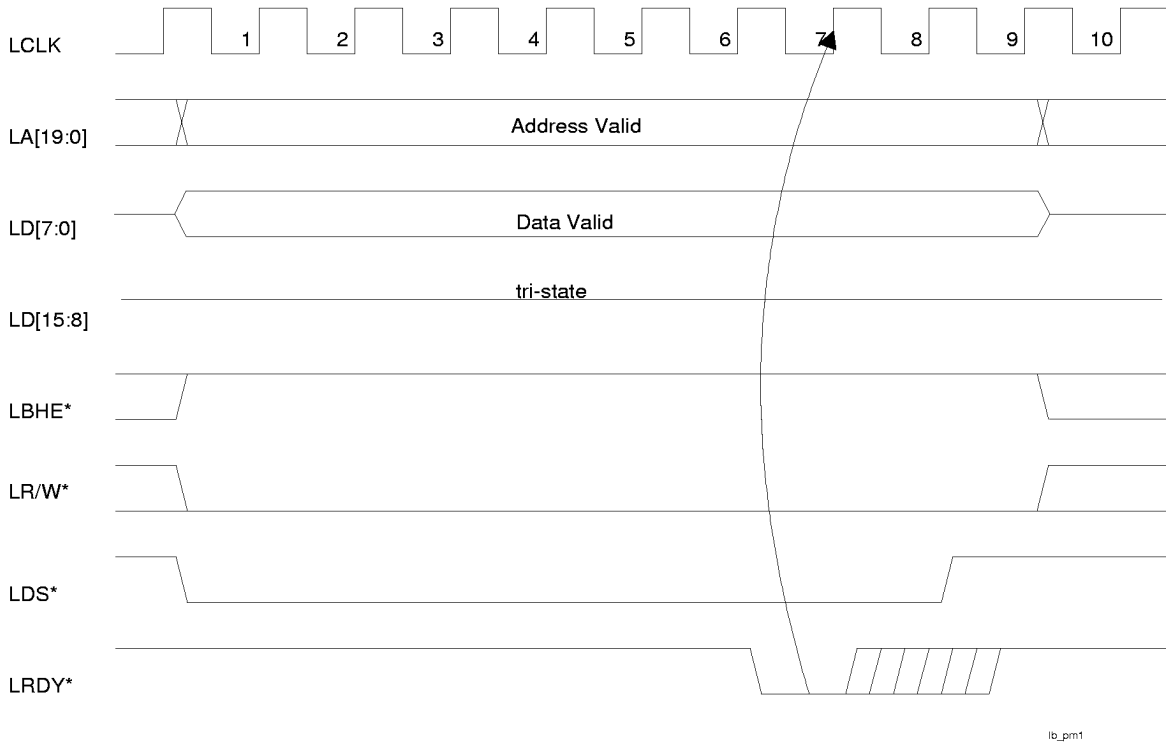 LCLK
1 2 3 4 5 6 7 8 9 10
LA[19:0]
Address Valid
LD[7:0]
Data Valid
LD[15:8]
tri-state
LBHE*
LR/W*
LDS*
LRDY*
lb_pm1